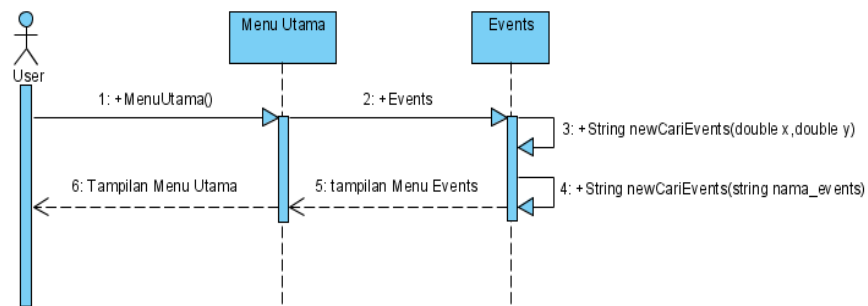 Menu Utama
Events
User
1: +MenuUtama()
2: +Events
3: +String newCariEvents(double x,double y)
6: Tampilan Menu Utama
5: tampilan Menu Events
4: +String newCariEvents(string nama_events)